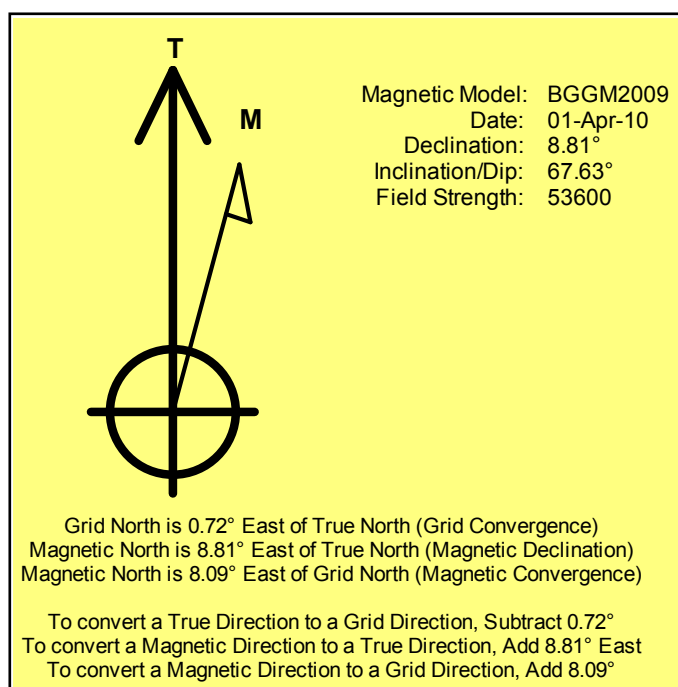 T
M
Magnetic Model: BGGM2009
Date: 01-Apr-10
Declination: 8.81°
Inclination/Dip: 67.63°
Field Strength: 53600
Grid North is 0.72° East of True North (Grid Convergence)
Magnetic North is 8.81° East of True North (Magnetic Declination)
Magnetic North is 8.09° East of Grid North (Magnetic Convergence)
To convert a True Direction to a Grid Direction, Subtract 0.72°
To convert a Magnetic Direction to a True Direction, Add 8.81° East
To convert a Magnetic Direction to a Grid Direction, Add 8.09°